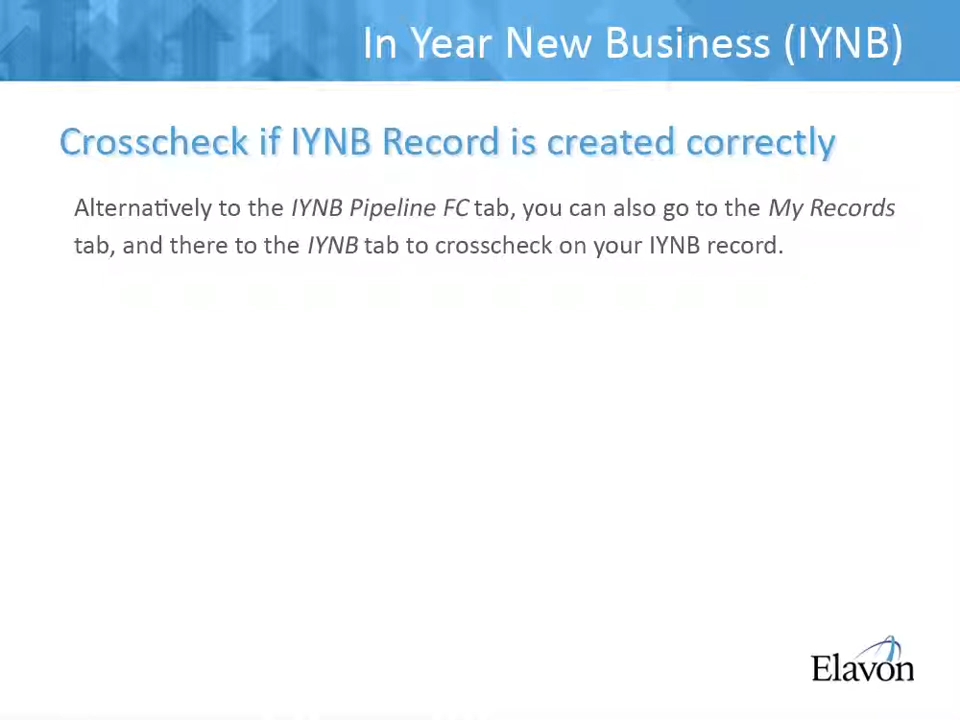 In Year New Business (IYNB)
Crosscheck if IYNB Record is created correctly
Alternatively to the IYNB Pipeline FC tab, you can also go to the My Records
tab, and there to the IYNB tab to crosscheck on your IYNB record.
Elavon